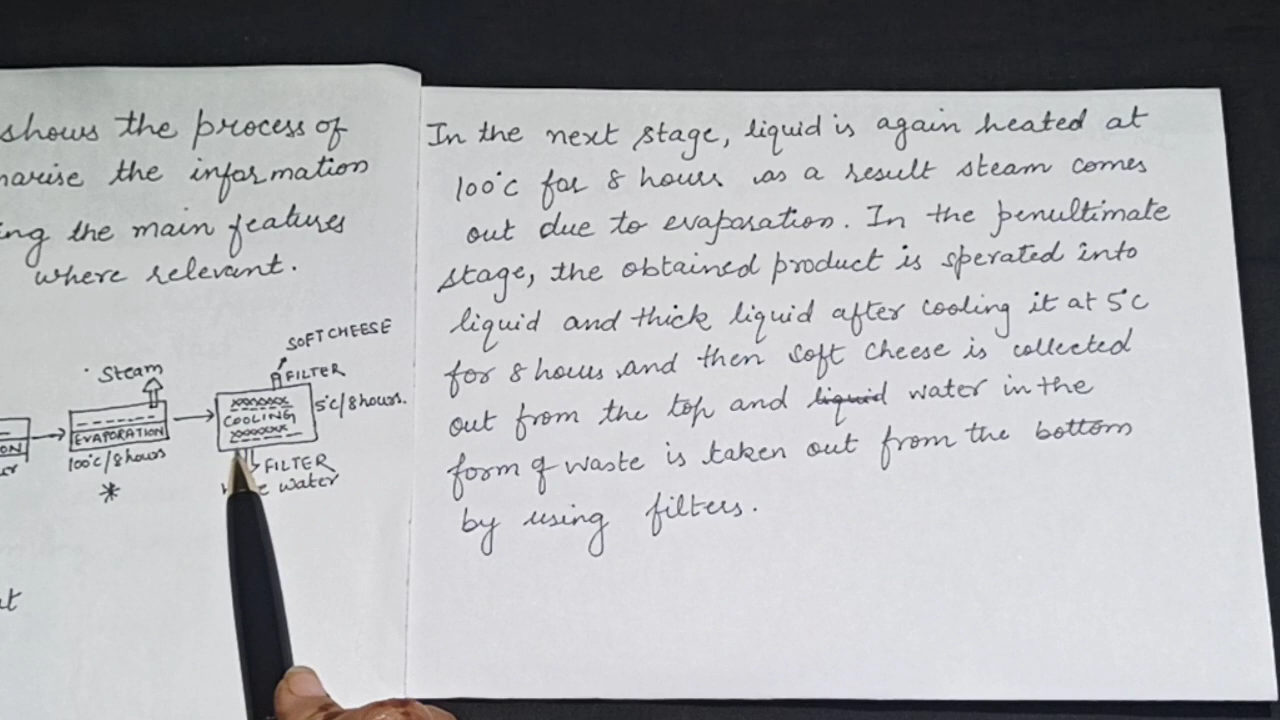 shows the process of
marise the information
ing the main features
where relevant.
SOFT CHEESE
Steam
FILTER
COOLING
5°C/8 hours.
ON
EVAPORATION
100°C/8 hours
FILTER
water
*
In the next stage, liquid is again heated at
100°C for 8 hours as a result steam comes
out due to evaporation. In the penultimate
stage, the obtained product is sperated into
liquid and thick liquid after cooling it at 5°C
for 8 hours and then soft cheese is collected
out from the top and liquid water in the
form of waste is taken out from the bottom
by using filters.